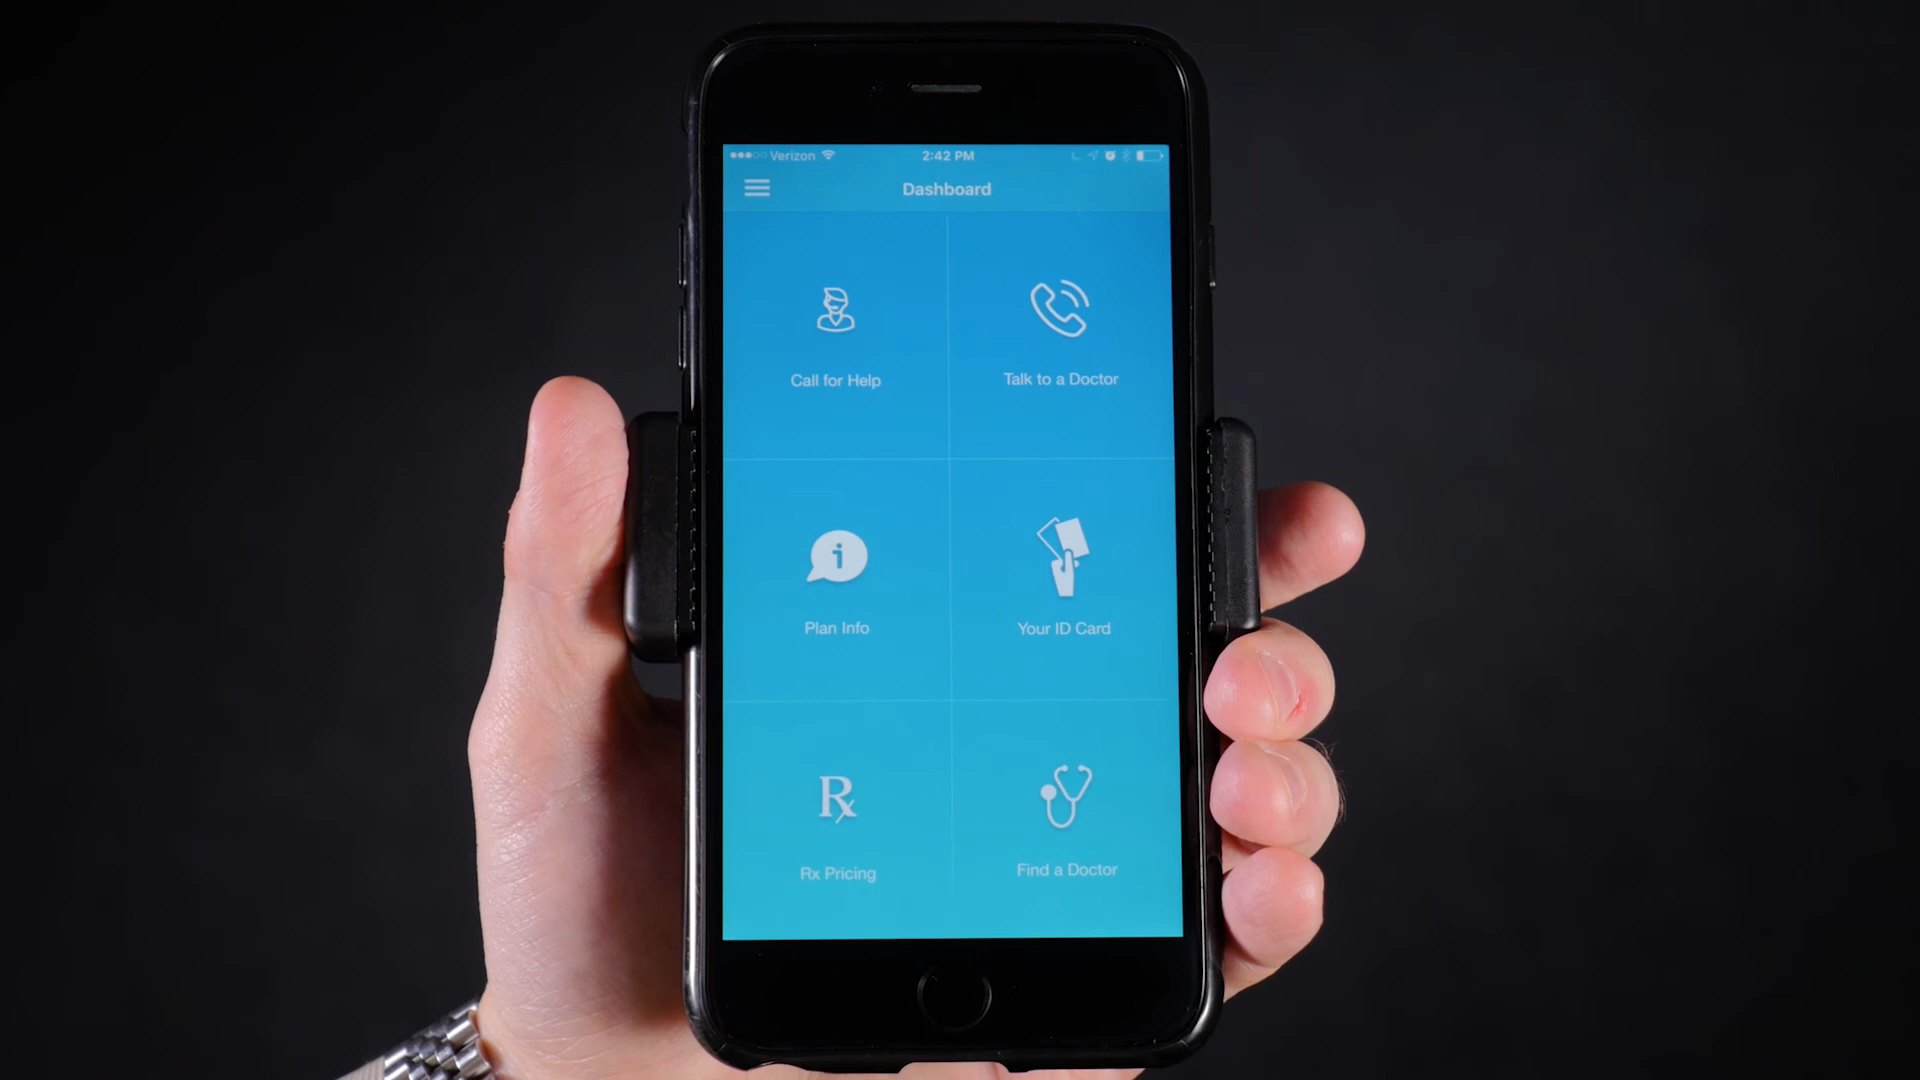 Verizon 2:42 PM
Dashboard
Call for Help
Talk to a Doctor
i
Plan Info
Your ID Card
Rx
Rx Pricing
Find a Doctor